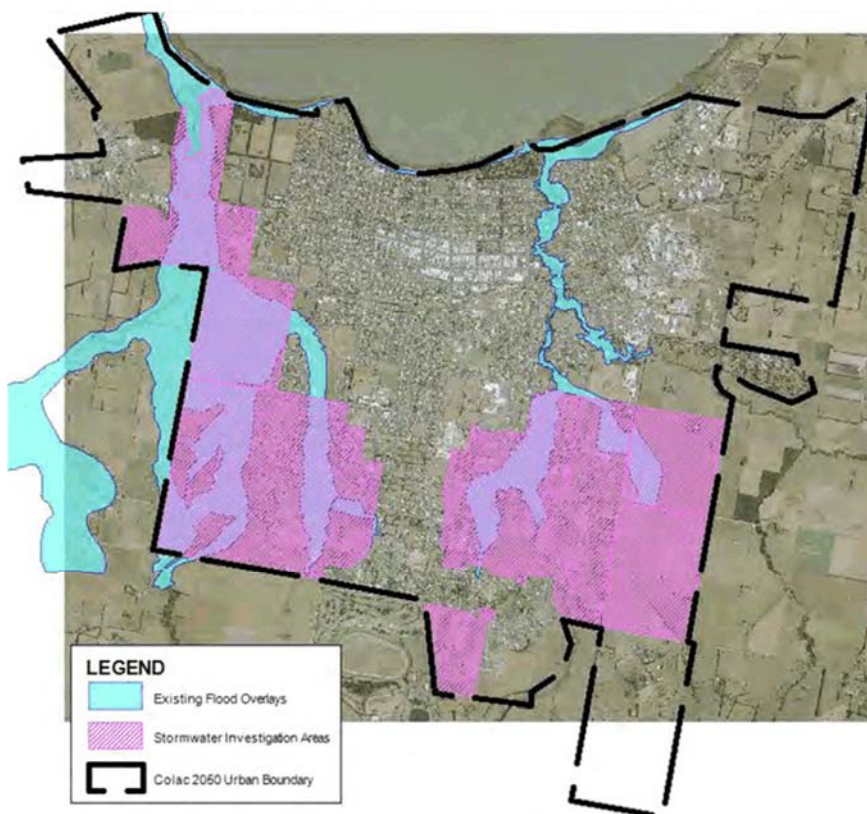 LEGEND
Existing Flood Overlays
Stormwater Investigation Areas
Colac 2050 Urban Boundary